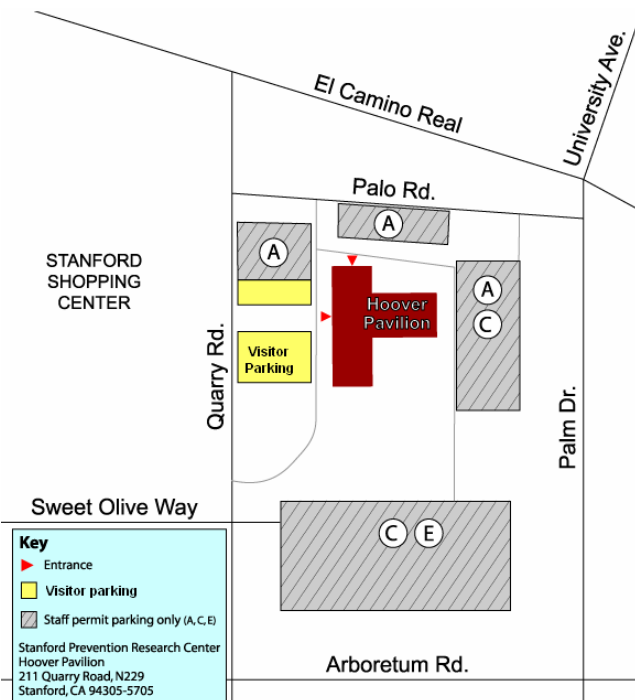 University Ave.
El Camino Real
Palo Rd.
A
A
STANFORD
SHOPPING
CENTER
Hoover
Pavilion
A
C
Visitor
Parking
Quarry Rd.
Palm Dr.
Sweet Olive Way
C E
Key
Entrance
Visitor parking
Staff permit parking only (A, C, E)
Stanford Prevention Research Center
Hoover Pavilion
211 Quarry Road, N229
Stanford, CA 94305-5705
Arboretum Rd.